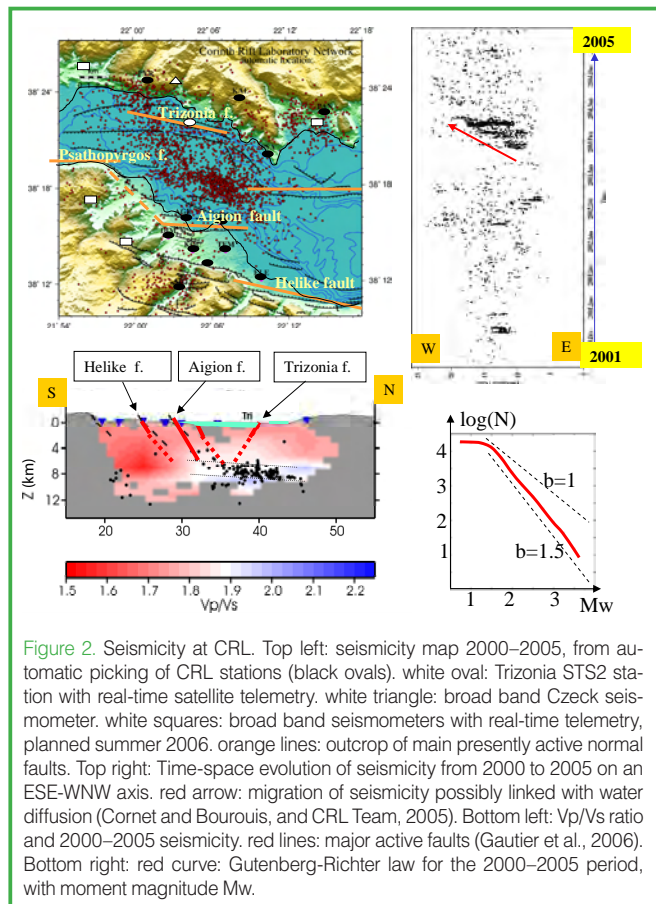 22°00' 22°06' 22°12' 22°18'
Corinth Rift Laboratory Network
automatic location
38°24'
Trizonia f.
Psathopyrgos f.
38°18'
38°18'
Aigion fault
38°12'
Helike fault
38°12'
21°54' 22°00' 22°06' 22°12'
2005
W
E
2001
Helike f.
Aigion f.
Trizonia f.
S
N
Tri
0
4
8
12
Z (km)
20 30 40 50
1.5 1.6 1.7 1.8 1.9 2.0 2.1 2.2
Vp/Vs
log(N)
4
3
2
1
b=1
b=1.5
1 2 3
Mw
Figure 2. Seismicity at CRL. Top left: seismicity map 2000–2005, from au-
tomatic picking of CRL stations (black ovals). white oval: Trizonia STS2 sta-
tion with real-time satellite telemetry. white triangle: broad band Czeck seis-
mometer. white squares: broad band seismometers with real-time telemetry,
planned summer 2006. orange lines: outcrop of main presently active normal
faults. Top right: Time-space evolution of seismicity from 2000 to 2005 on an
ESE-WNW axis. red arrow: migration of seismicity possibly linked with water
diffusion (Cornet and Bourouis, and CRL Team, 2005). Bottom left: Vp/Vs ratio
and 2000–2005 seismicity. red lines: major active faults (Gautier et al., 2006).
Bottom right: red curve: Gutenberg-Richter law for the 2000–2005 period,
with moment magnitude Mw.